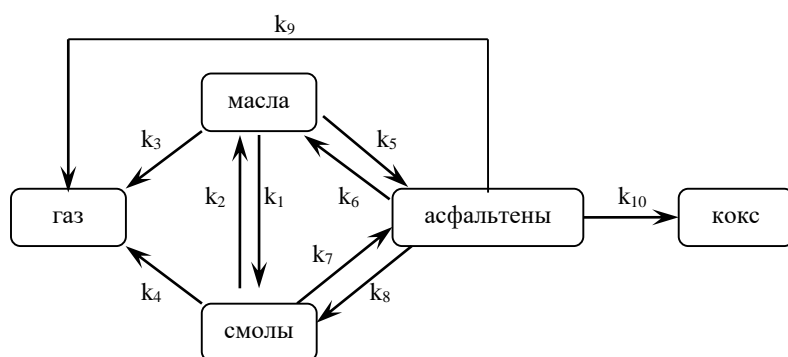 k₉
масла
k₃
k₅
k₂
k₁
k₆
газ
асфальтены
k₁₀
кокс
k₇
k₄
k₈
смолы